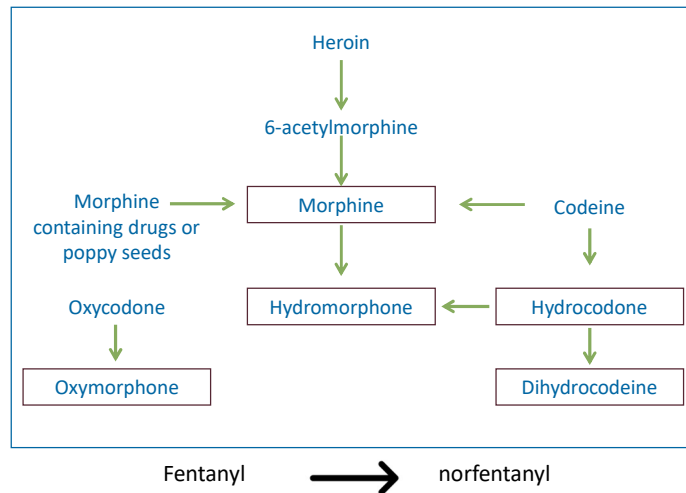 Heroin
6-acetylmorphine
Morphine
containing drugs or
poppy seeds
Morphine
Codeine
Oxycodone
Hydromorphone
Hydrocodone
Oxymorphone
Dihydrocodeine
Fentanyl
norfentanyl